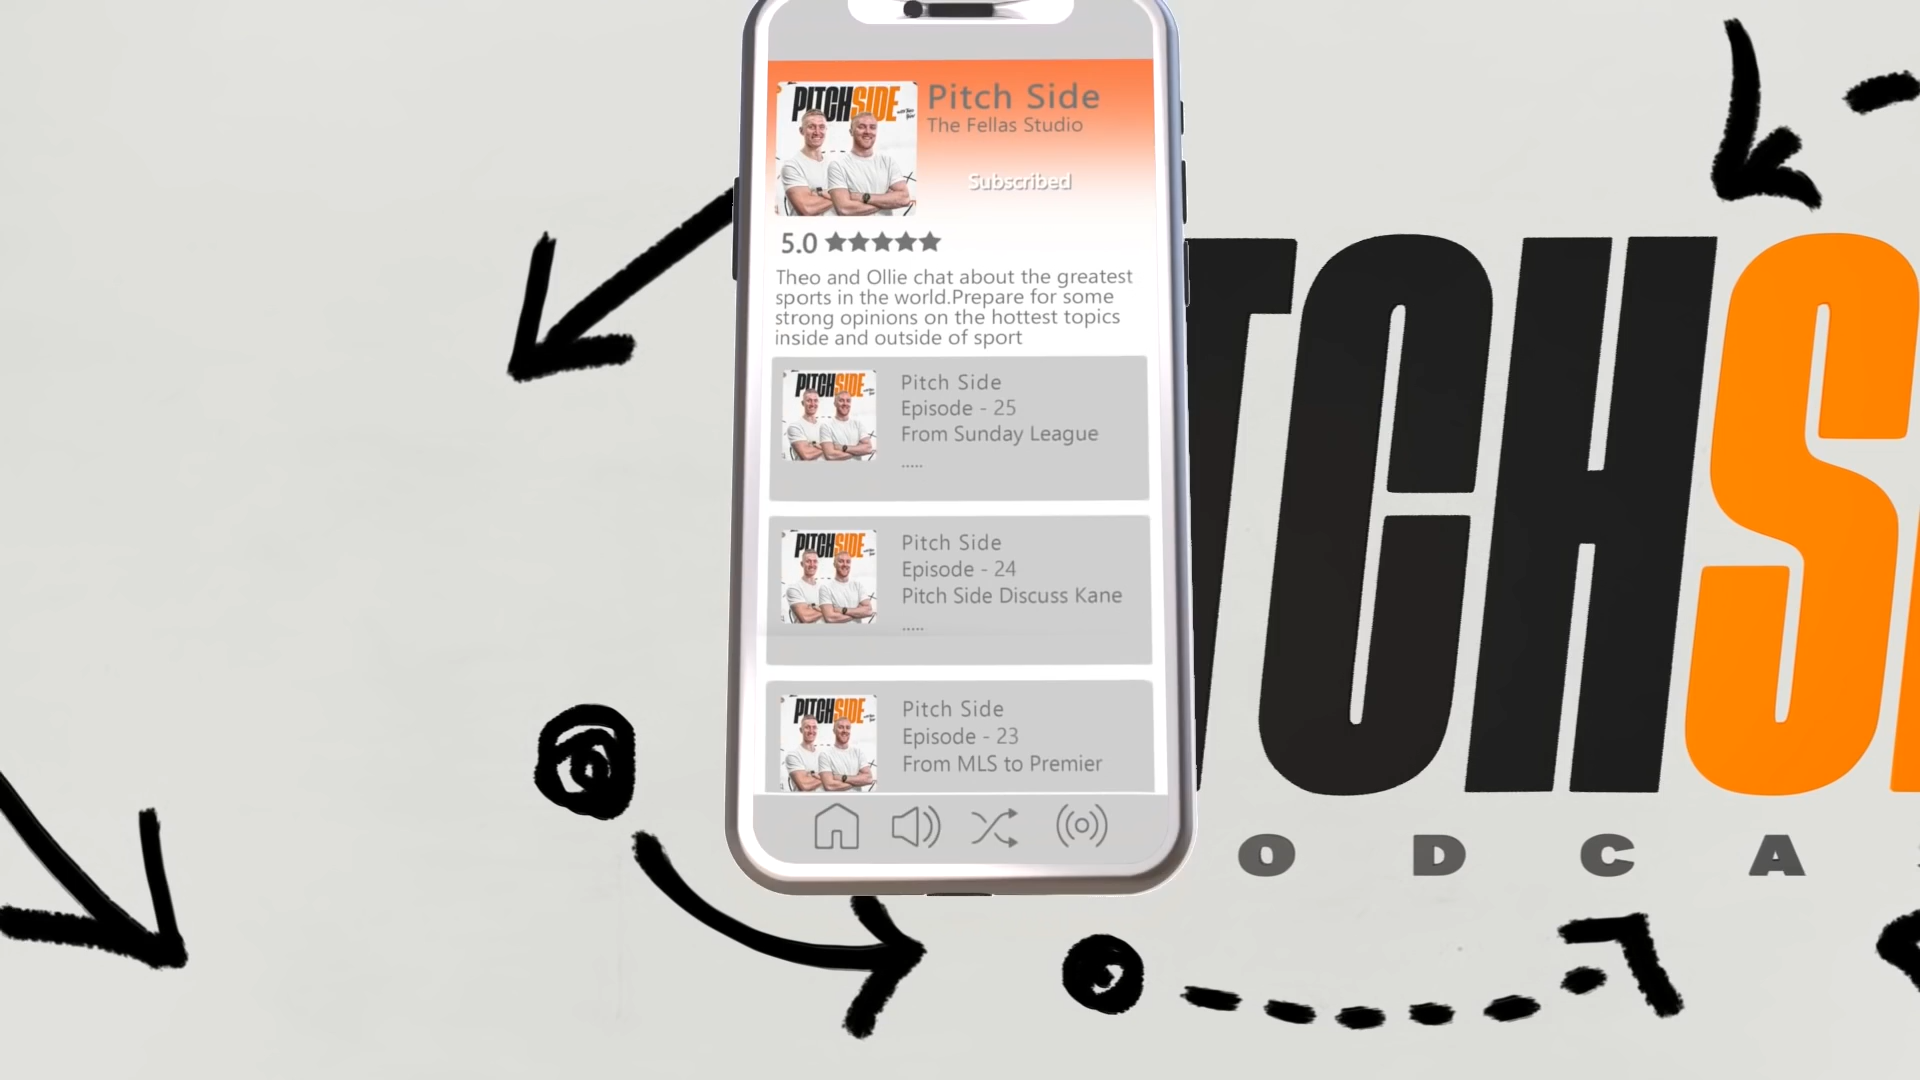 PITCHSIDE
Pitch Side
The Fellas Studio
Subscribed
5.0
Theo and Ollie chat about the greatest
sports in the world.Prepare for some
strong opinions on the hottest topics
inside and outside of sport
PITCHSIDE
Pitch Side
Episode - 25
From Sunday League
.....
PITCHSIDE
Pitch Side
Episode - 24
Pitch Side Discuss Kane
.....
PITCHSIDE
Pitch Side
Episode - 23
From MLS to Premier
TCHS
ODCA